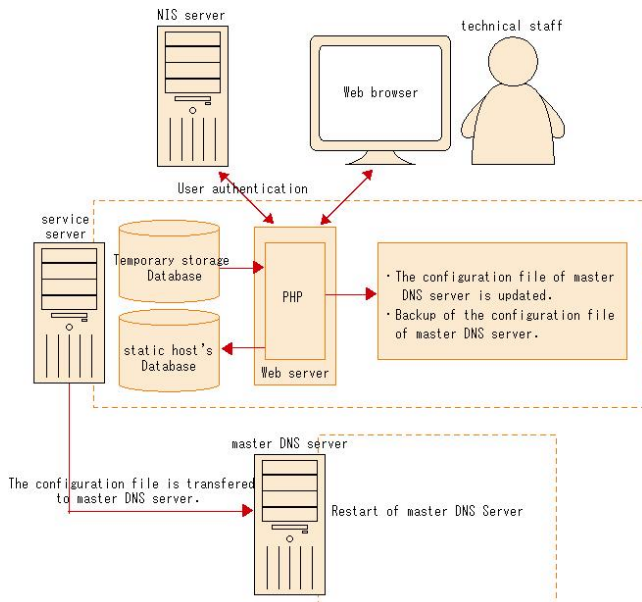 NIS server
technical staff
Web browser
User authentication
service
server
Temporary storage
Database
PHP
・The configuration file of master
DNS server is updated.
・Backup of the configuration file
of master DNS server.
static host's
Database
Web server
master DNS server
The configuration file is transfered
to master DNS server.
Restart of master DNS Server